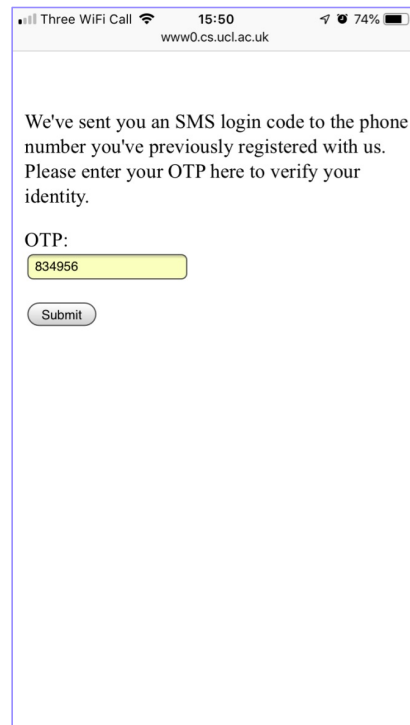 Three WiFi Call 15:50 74%
www0.cs.ucl.ac.uk
We've sent you an SMS login code to the phone
number you've previously registered with us.
Please enter your OTP here to verify your
identity.
OTP:
834956
Submit